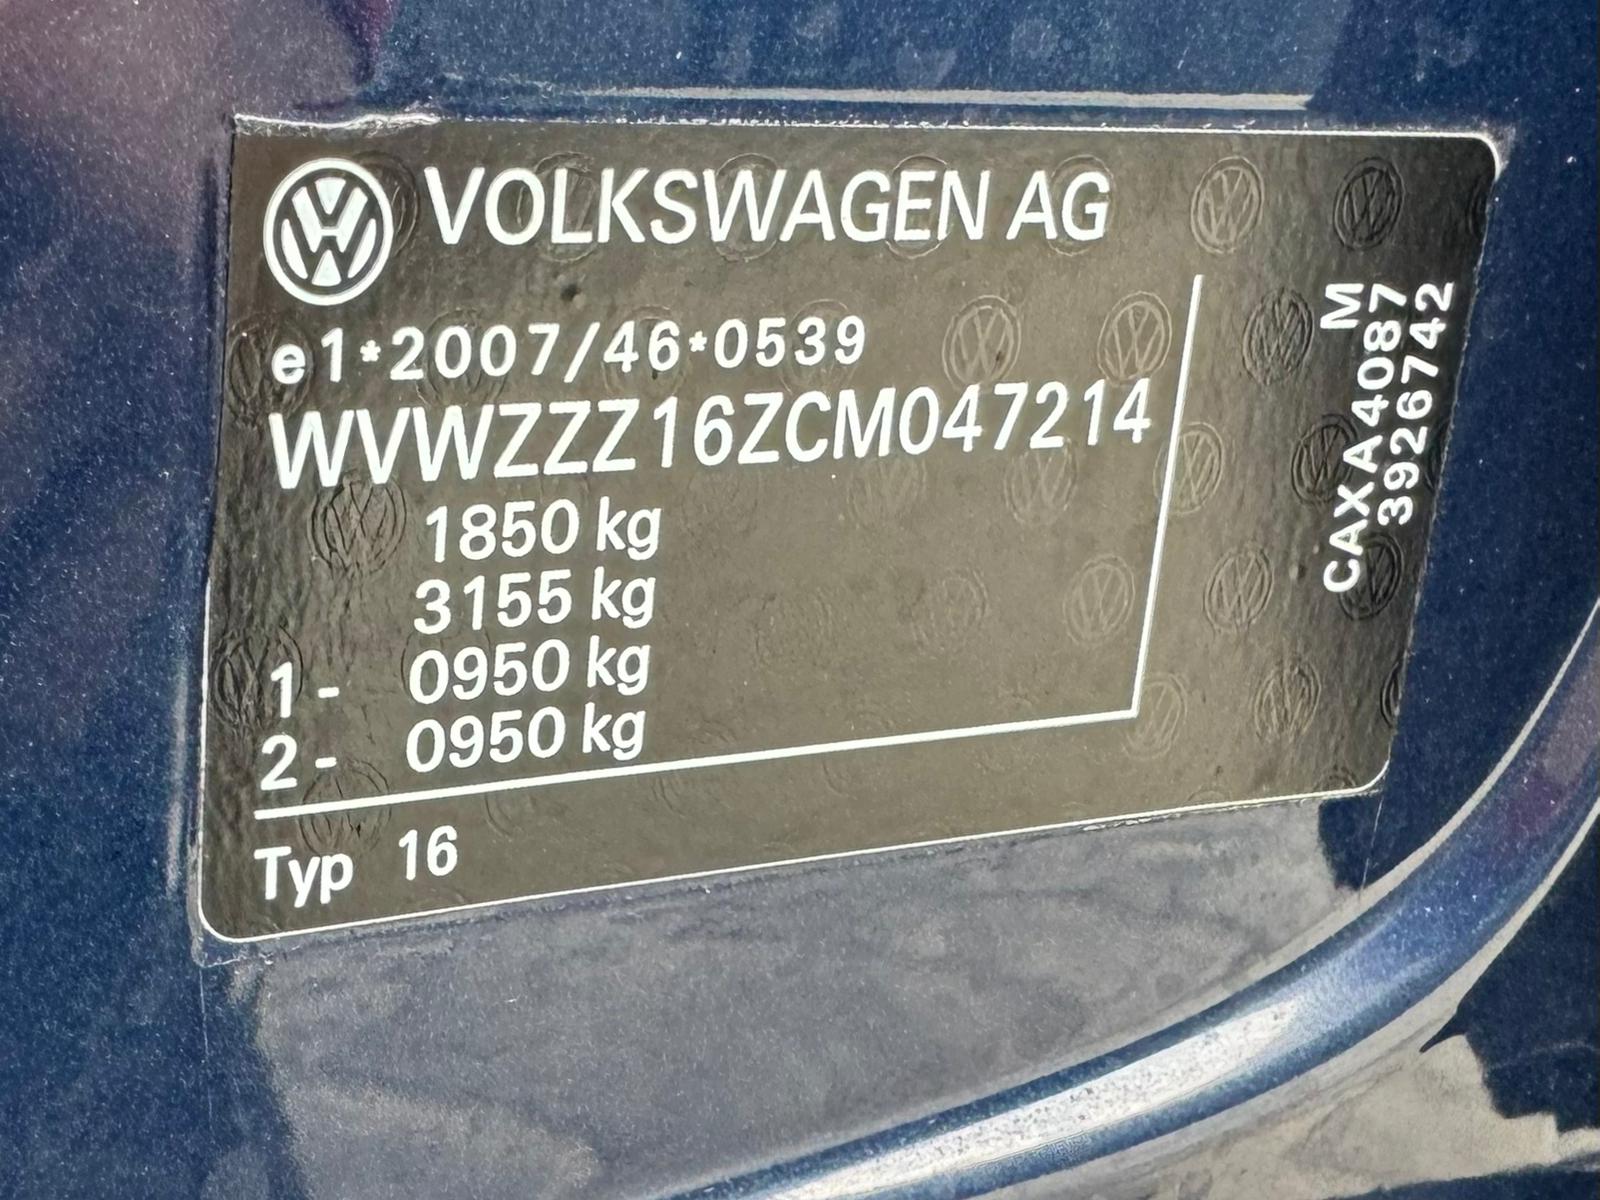 VOLKSWAGEN AG
e1*2007/46*0539
WVWZZZ16ZCM047214
1850 kg
3155 kg
1- 0950 kg
2- 0950 kg
Typ 16
M
CAXA4087
3926742